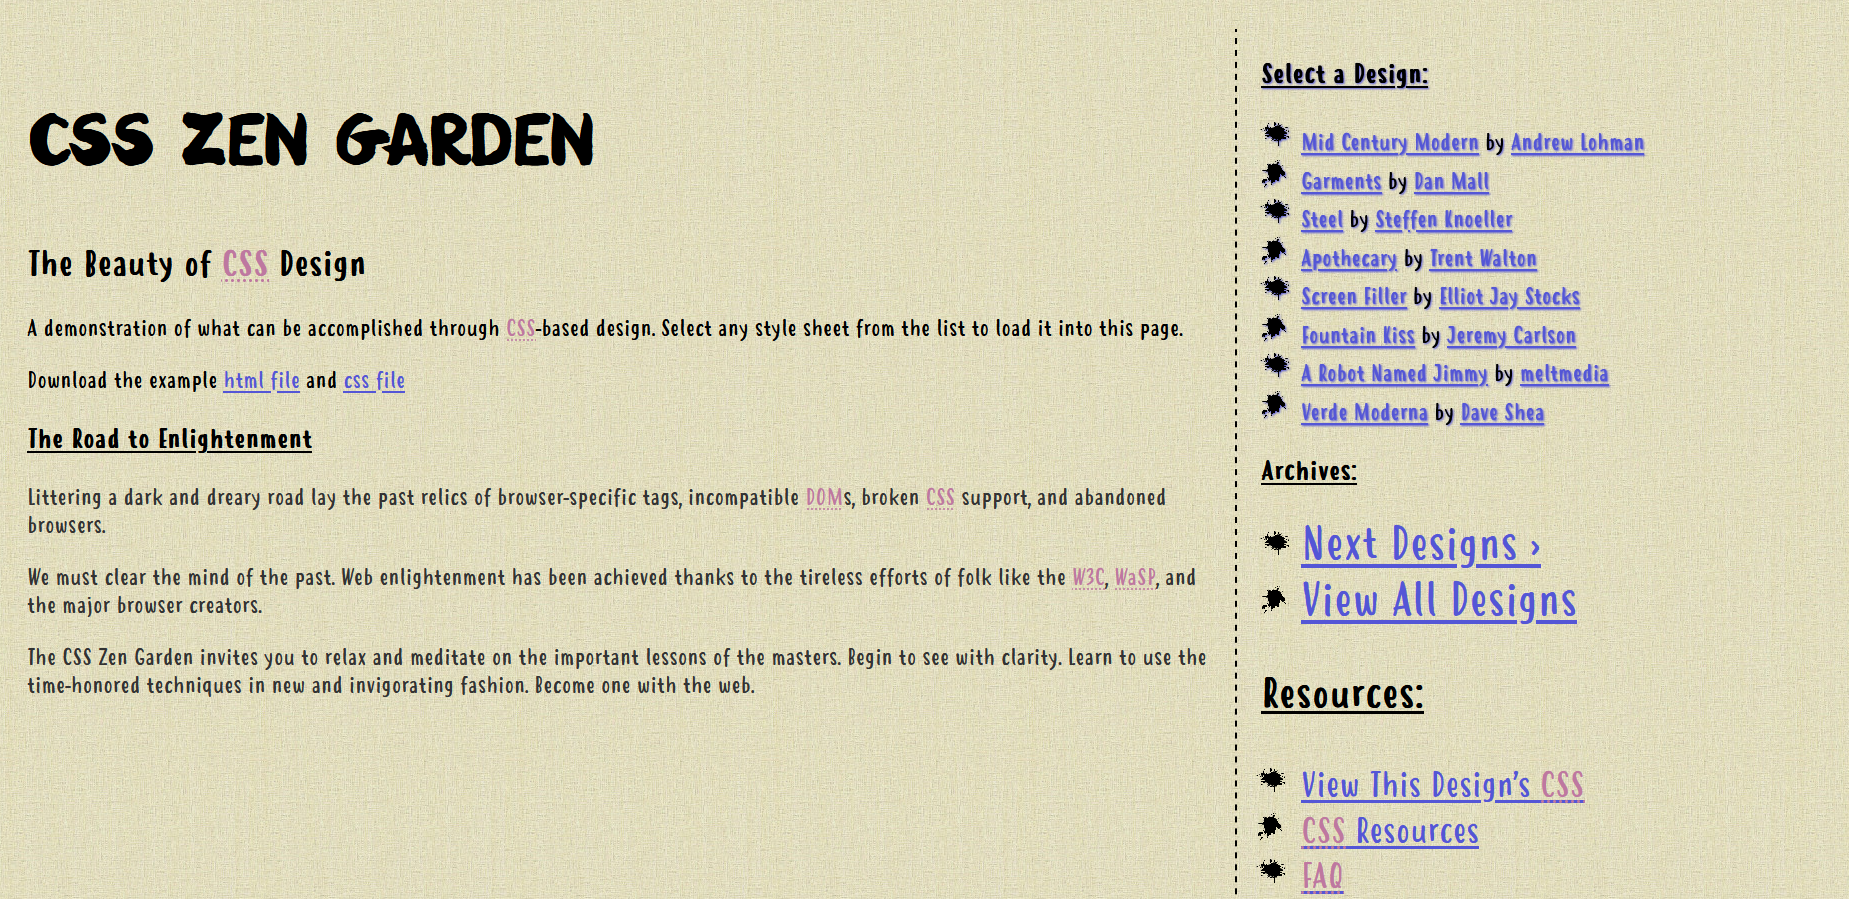 CSS ZEN GARDEN
The Beauty of CSS Design
A demonstration of what can be accomplished through CSS-based design. Select any style sheet from the list to load it into this page.
Download the example html file and css file
The Road to Enlightenment
Littering a dark and dreary road lay the past relics of browser-specific tags, incompatible DOMs, broken CSS support, and abandoned
browsers.
We must clear the mind of the past. Web enlightenment has been achieved thanks to the tireless efforts of folk like the W3C, WaSP, and
the major browser creators.
The CSS Zen Garden invites you to relax and meditate on the important lessons of the masters. Begin to see with clarity. Learn to use the
time-honored techniques in new and invigorating fashion. Become one with the web.
Select a Design:
Mid Century Modern by Andrew Lohman
Garments by Dan Mall
Steel by Steffen Knoeller
Apothecary by Trent Walton
Screen Filler by Elliot Jay Stocks
Fountain Kiss by Jeremy Carlson
A Robot Named Jimmy by meltmedia
Verde Moderna by Dave Shea
Archives:
Next Designs ›
View All Designs
Resources:
View This Design’s CSS
CSS Resources
FAQ